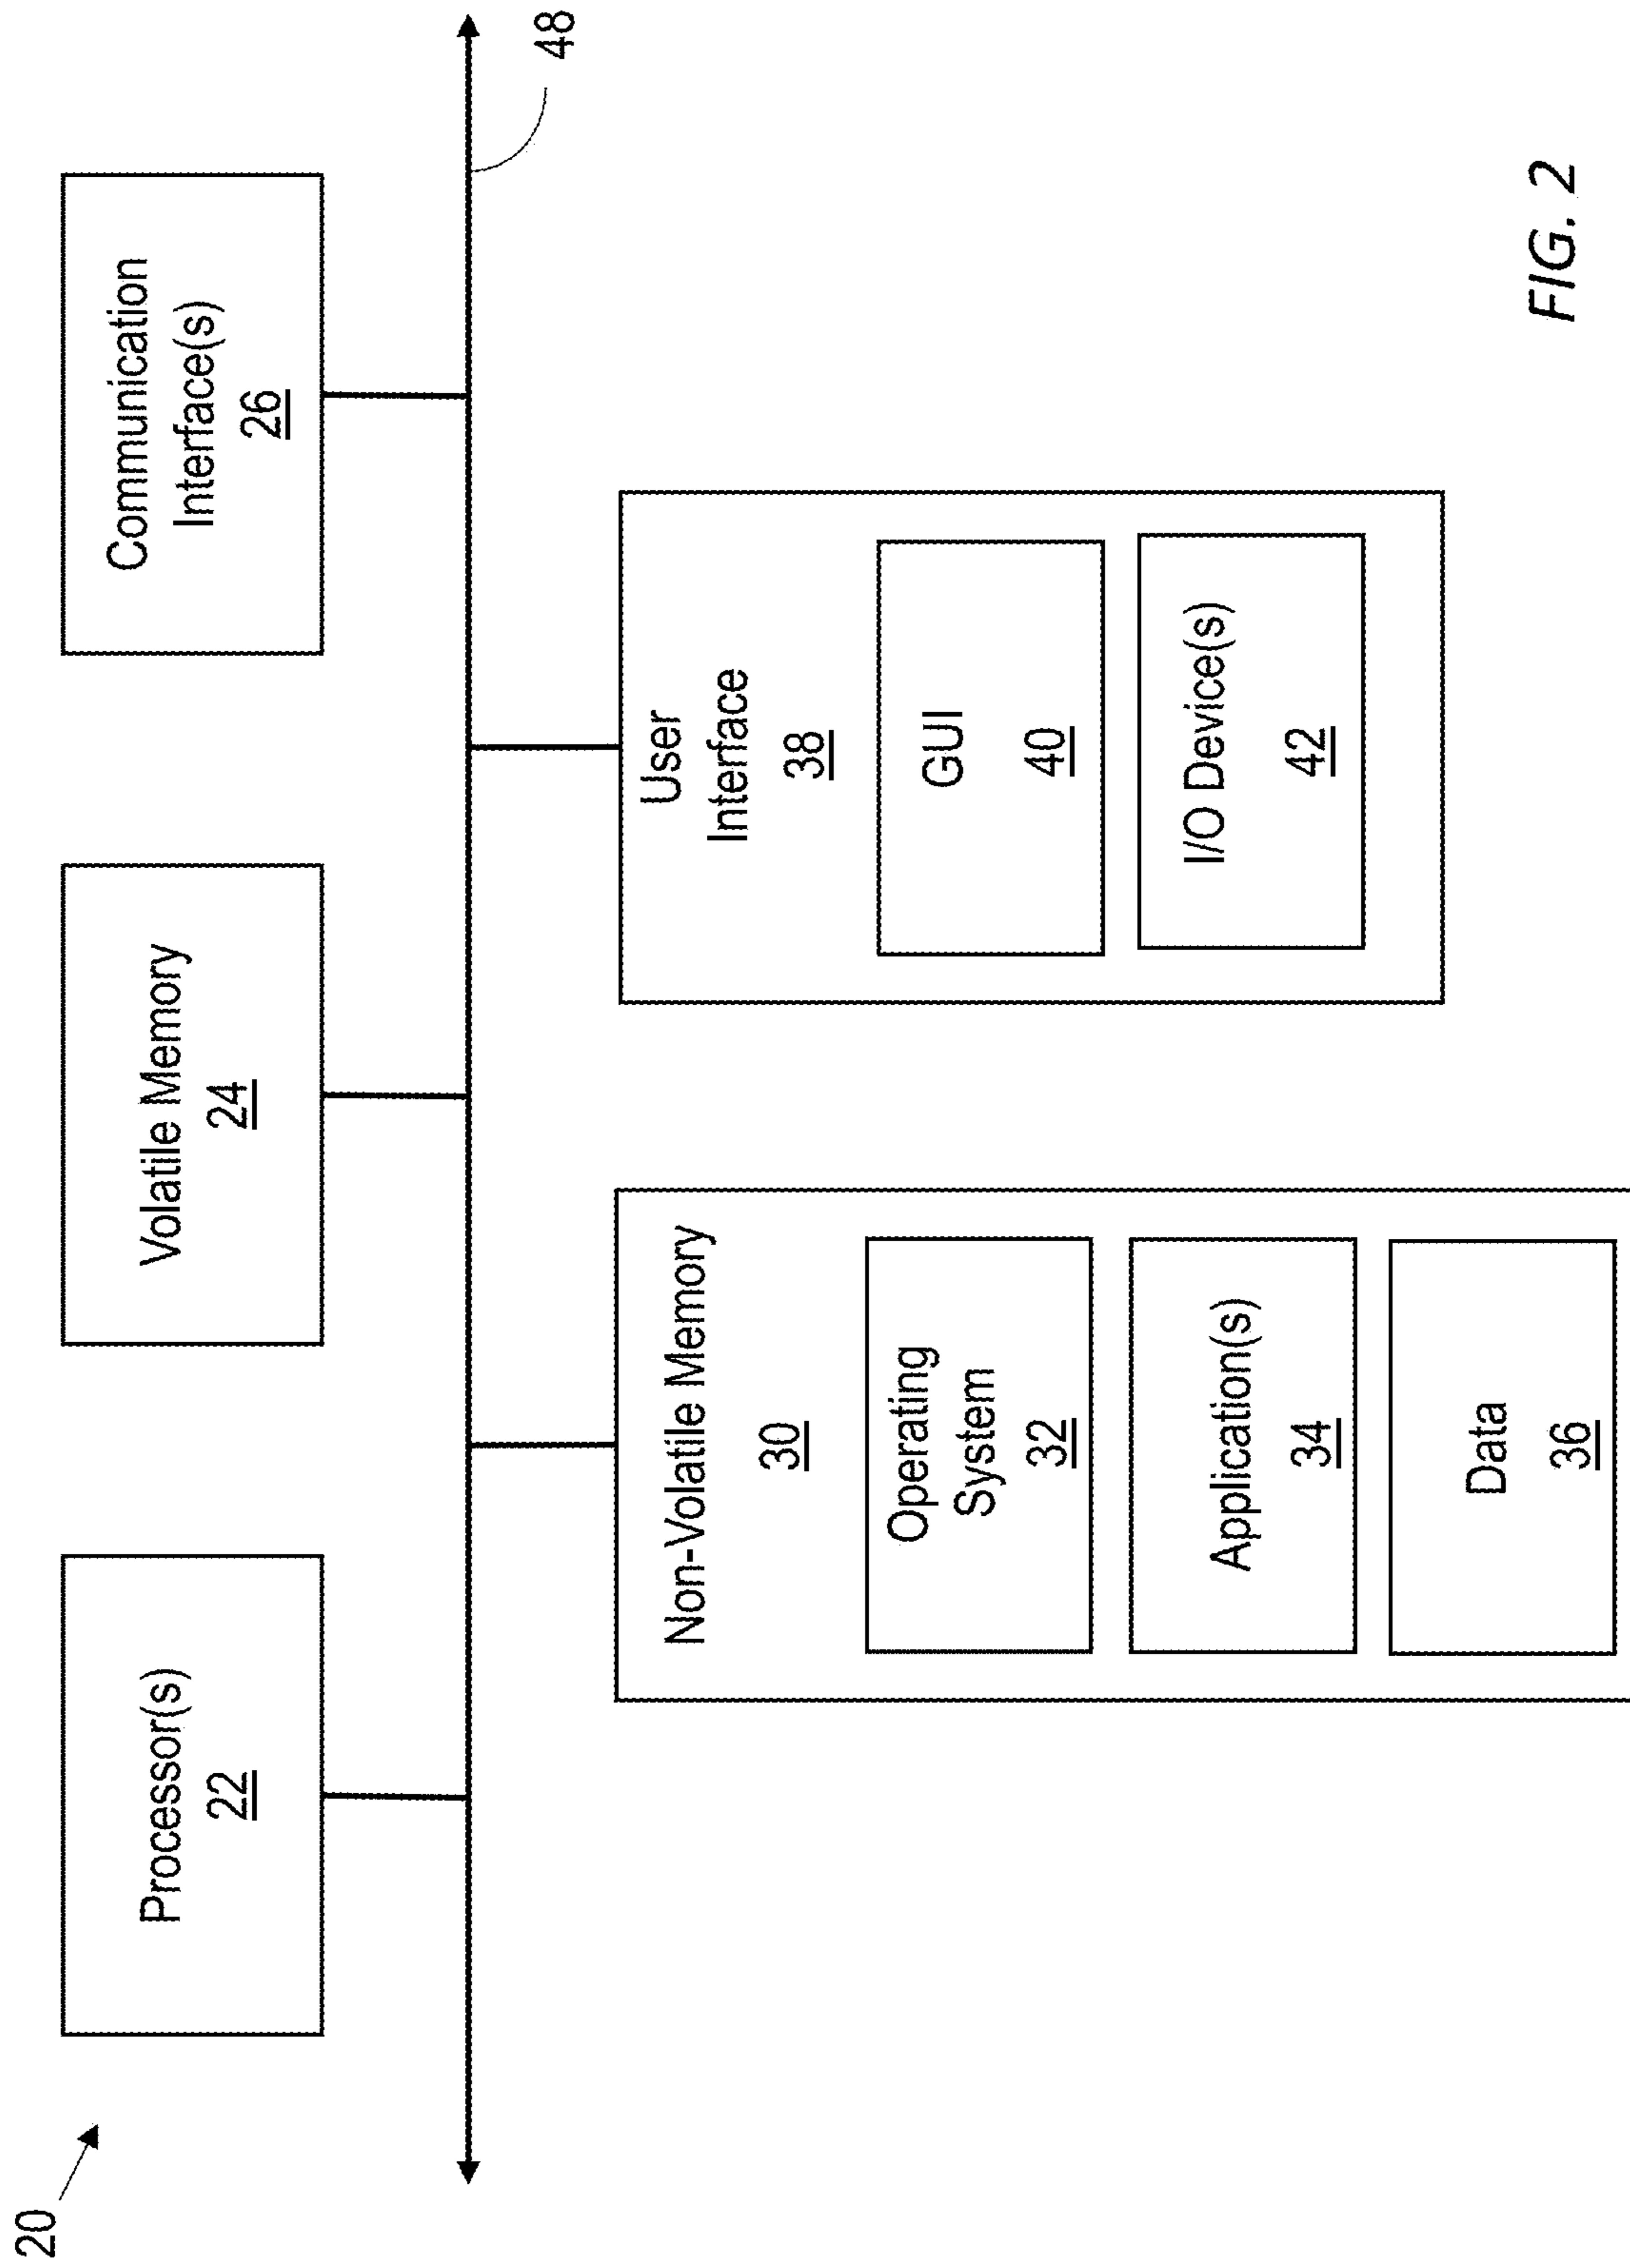 20
Processor(s)
22
Volatile Memory
24
Communication
Interface(s)
26
48
Non-Volatile Memory
30
Operating
System
32
Application(s)
34
Data
36
User
Interface
38
GUI
40
I/O Device(s)
42
FIG. 2